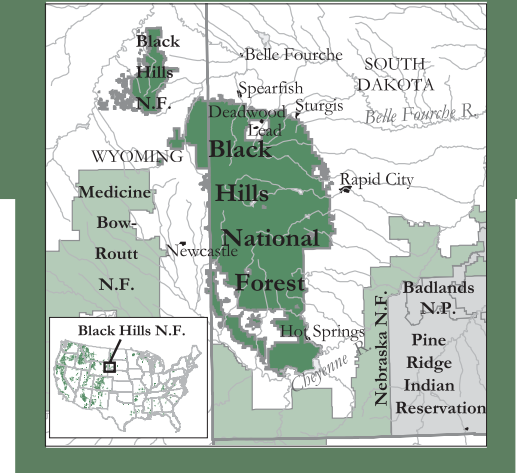 Black
Hills
N.F.
Belle Fourche
SOUTH
DAKOTA
Spearfish
Deadwood
Sturgis
Lead
Belle Fourche R.
WYOMING
Black
Hills
National
Forest
Rapid City
Medicine
Bow-
Routt
N.F.
Newcastle
Hot Springs
Cheyenne R.
Nebraska N.F.
Badlands
N.P.
Pine
Ridge
Indian
Reservation
Black Hills N.F.